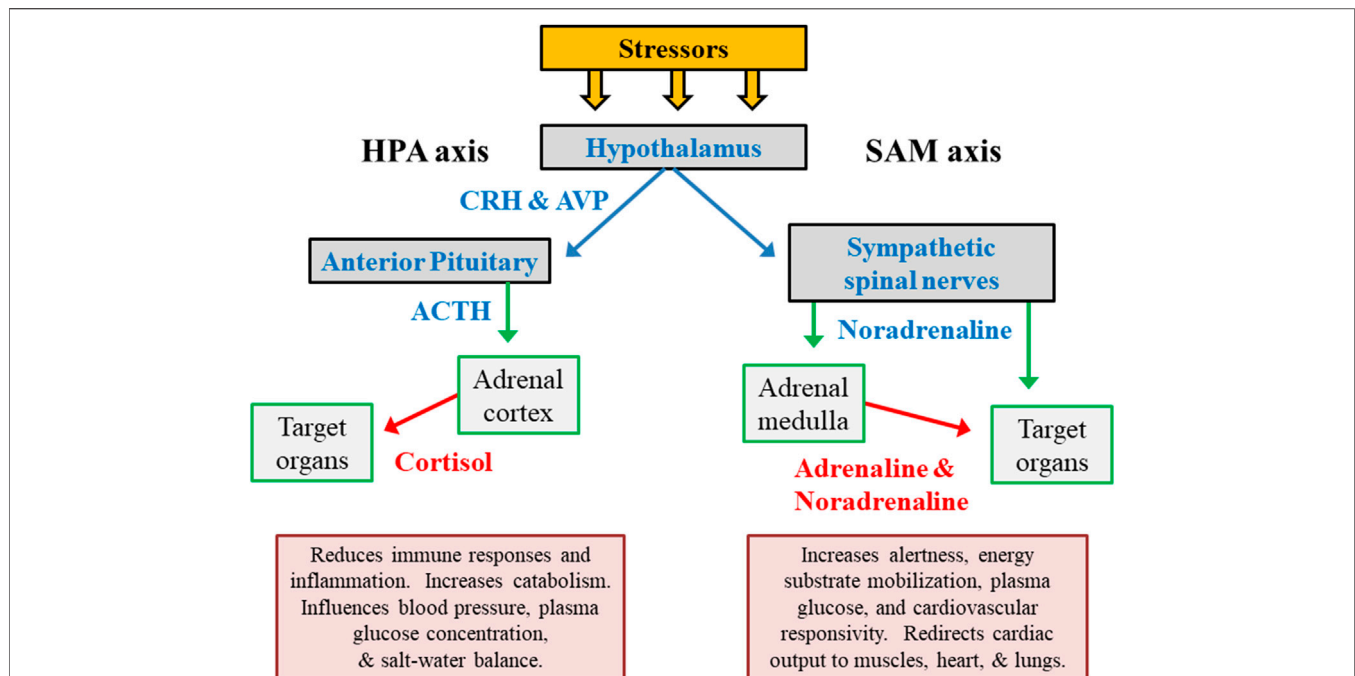 Stressors
HPA axis
Hypothalamus
SAM axis
CRH & AVP
Anterior Pituitary
Sympathetic
spinal nerves
ACTH
Noradrenaline
Adrenal
cortex
Adrenal
medulla
Target
organs
Target
organs
Cortisol
Adrenaline &
Noradrenaline
Reduces immune responses and
inflammation. Increases catabolism.
Influences blood pressure, plasma
glucose concentration,
& salt-water balance.
Increases alertness, energy
substrate mobilization, plasma
glucose, and cardiovascular
responsivity. Redirects cardiac
output to muscles, heart, & lungs.